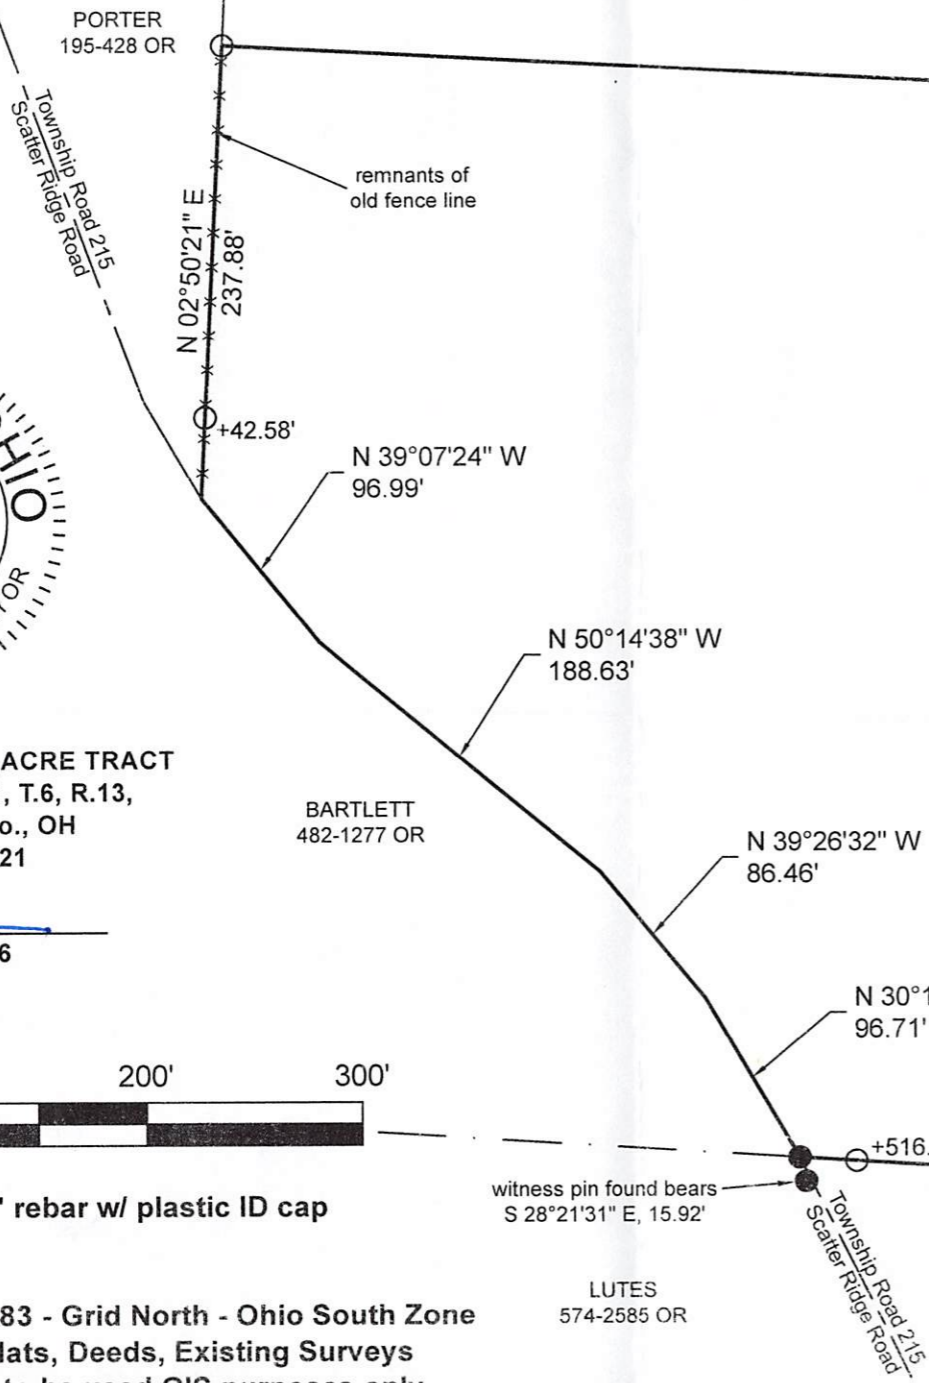 PORTER
195-428 OR
Township Road 215
Scatter Ridge Road
remnants of
old fence line
N 02°50'21" E
237.88'
+42.58'
N 39°07'24" W
96.99'
N 50°14'38" W
188.63'
ACRE TRACT
, T.6, R.13,
o., OH
21
BARTLETT
482-1277 OR
N 39°26'32" W
86.46'
6
N 30°1
96.71'
200'
300'
+516.
' rebar w/ plastic ID cap
witness pin found bears
S 28°21'31" E, 15.92'
Township Road 215
Scatter Ridge Road
LUTES
574-2585 OR
83 - Grid North - Ohio South Zone
lats, Deeds, Existing Surveys